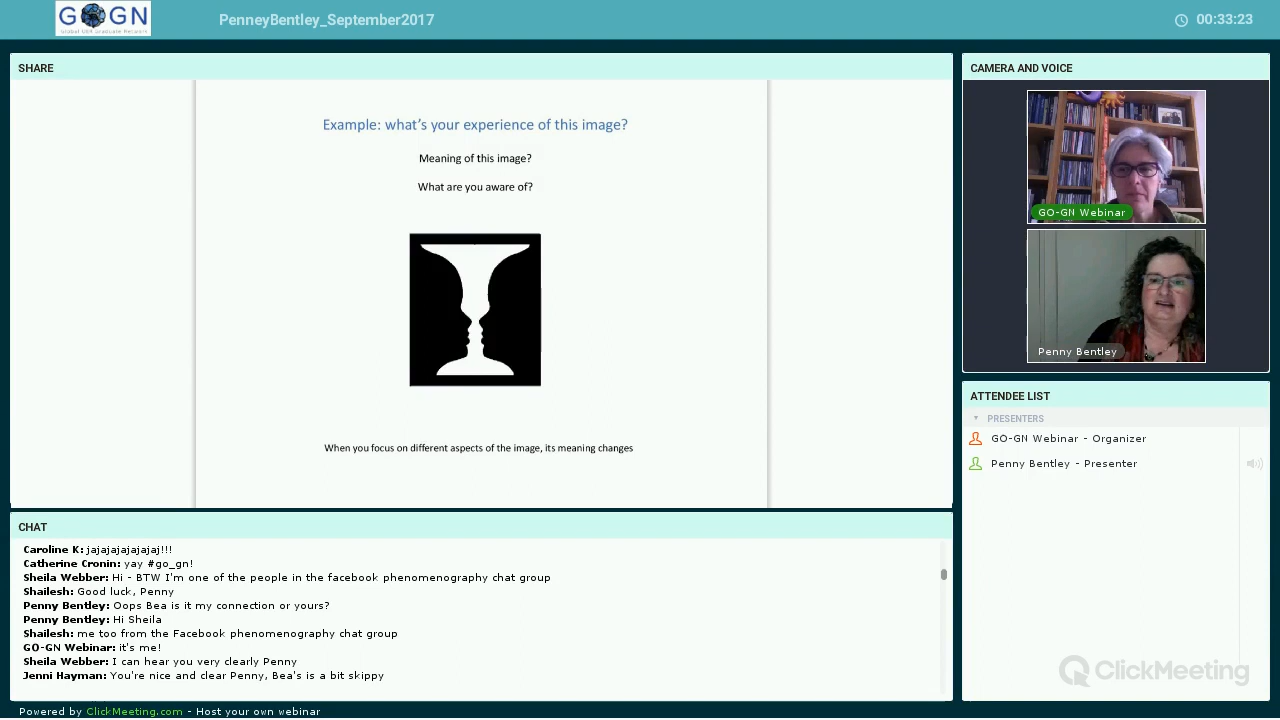 GO GN
Global OER Graduate Network
PenneyBentley_September2017
00:33:23
SHARE
Example: what's your experience of this image?
Meaning of this image?
What are you aware of?
When you focus on different aspects of the image, its meaning changes
CAMERA AND VOICE
GO-GN Webinar
Penny Bentley
ATTENDEE LIST
PRESENTERS
GO-GN Webinar - Organizer
Penny Bentley - Presenter
CHAT
Caroline K: jajajajajajajaj!!!
Catherine Cronin: yay #go_gn!
Sheila Webber: Hi - BTW I'm one of the people in the facebook phenomenography chat group
Shailesh: Good luck, Penny
Penny Bentley: Oops Bea is it my connection or yours?
Penny Bentley: Hi Sheila
Shailesh: me too from the Facebook phenomenography chat group
GO-GN Webinar: it's me!
Sheila Webber: I can hear you very clearly Penny
Jenni Hayman: You're nice and clear Penny, Bea's is a bit skippy
ClickMeeting
Powered by ClickMeeting.com - Host your own webinar